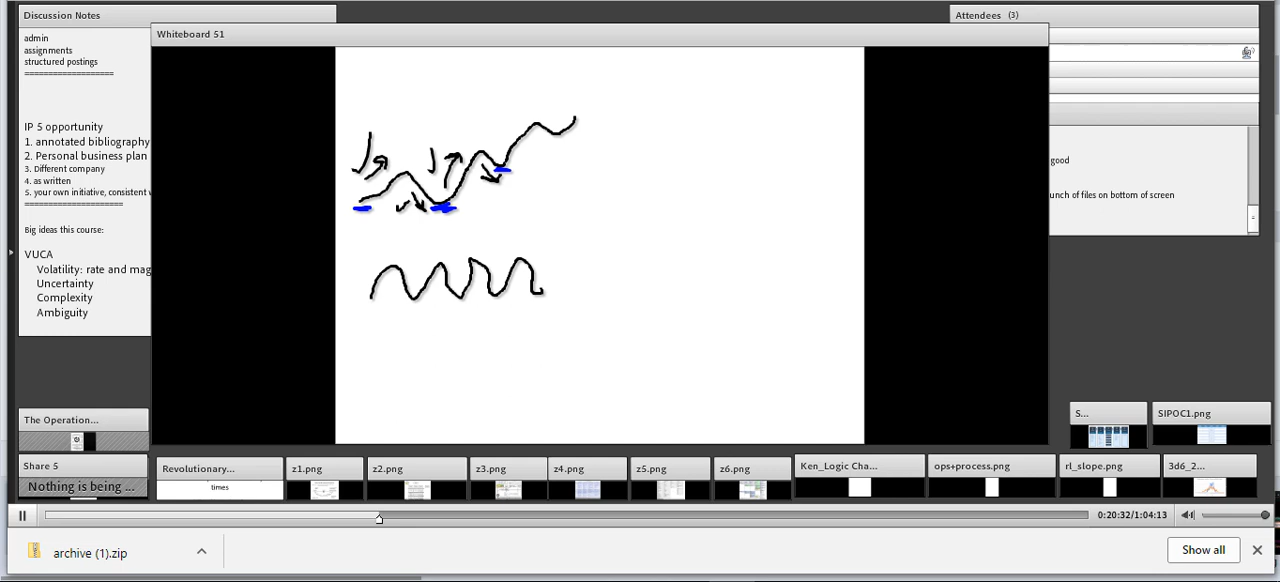 Discussion Notes
Attendees (3)
Whiteboard 51
admin
assignments
structured postings
===================
IP 5 opportunity
1. annotated bibliography
2. Personal business plan
3. Different company
4. as written
5. your own initiative, consistent w
=====================
Big ideas this course:
VUCA
Volatility: rate and mag
Uncertainty
Complexity
Ambiguity
good
unch of files on bottom of screen
The Operation...
S...
SIPOC1.png
Share 5
Nothing is being ...
Revolutionary...
times
z1.png
z2.png
z3.png
z4.png
z5.png
z6.png
Ken_Logic Cha...
ops+process.png
rl_slope.png
3d6_2...
0:20:32/1:04:13
archive (1).zip
Show all